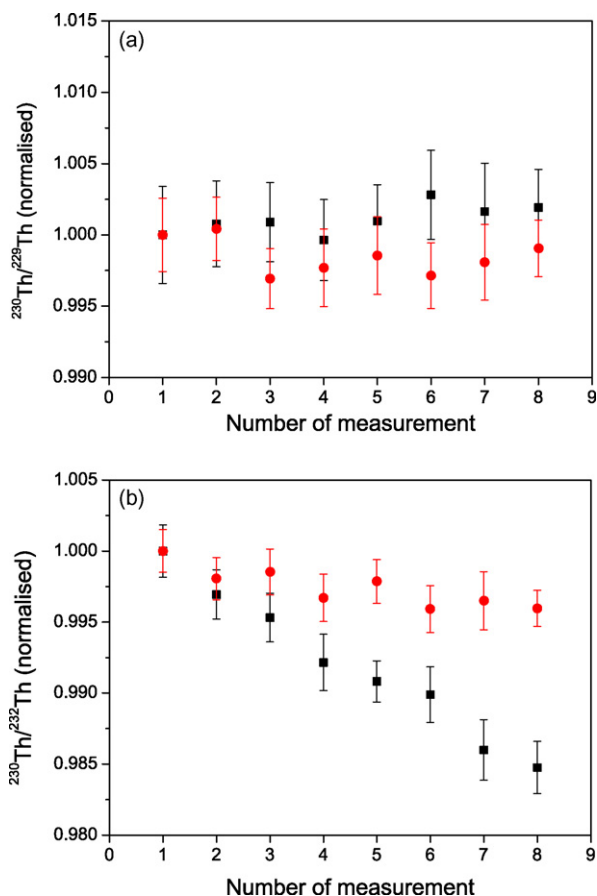 (a)
1.015
1.010
1.005
1.000
0.995
0.990
²³⁰Th/²²⁹Th (normalised)
0 1 2 3 4 5 6 7 8 9
Number of measurement
(b)
1.005
1.000
0.995
0.990
0.985
0.980
²³⁰Th/²³²Th (normalised)
0 1 2 3 4 5 6 7 8 9
Number of measurement